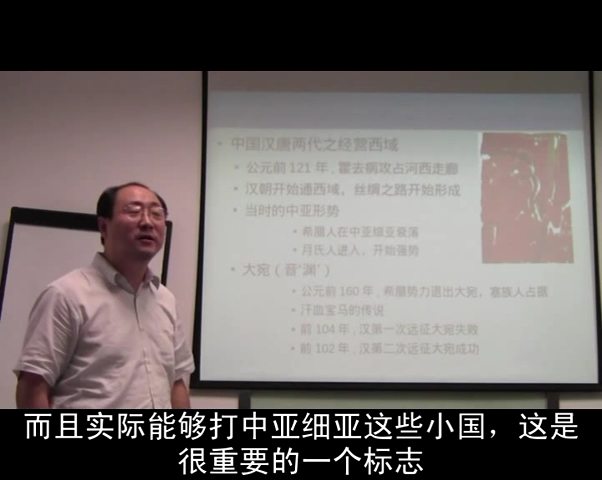 中国汉唐两代之经营西域
公元前121年，霍去病攻占河西走廊
汉朝开始通西域，丝绸之路开始形成
当时的中亚形势
希腊人在中亚细亚衰落
月氏人进入，开始强势
大宛（音‘渊’）
公元前160年，希腊势力退出大宛，塞族人占据
汗血宝马的传说
前104年，汉第一次远征大宛失败
前102年，汉第二次远征大宛成功
而且实际能够打中亚细亚这些小国，这是
很重要的一个标志